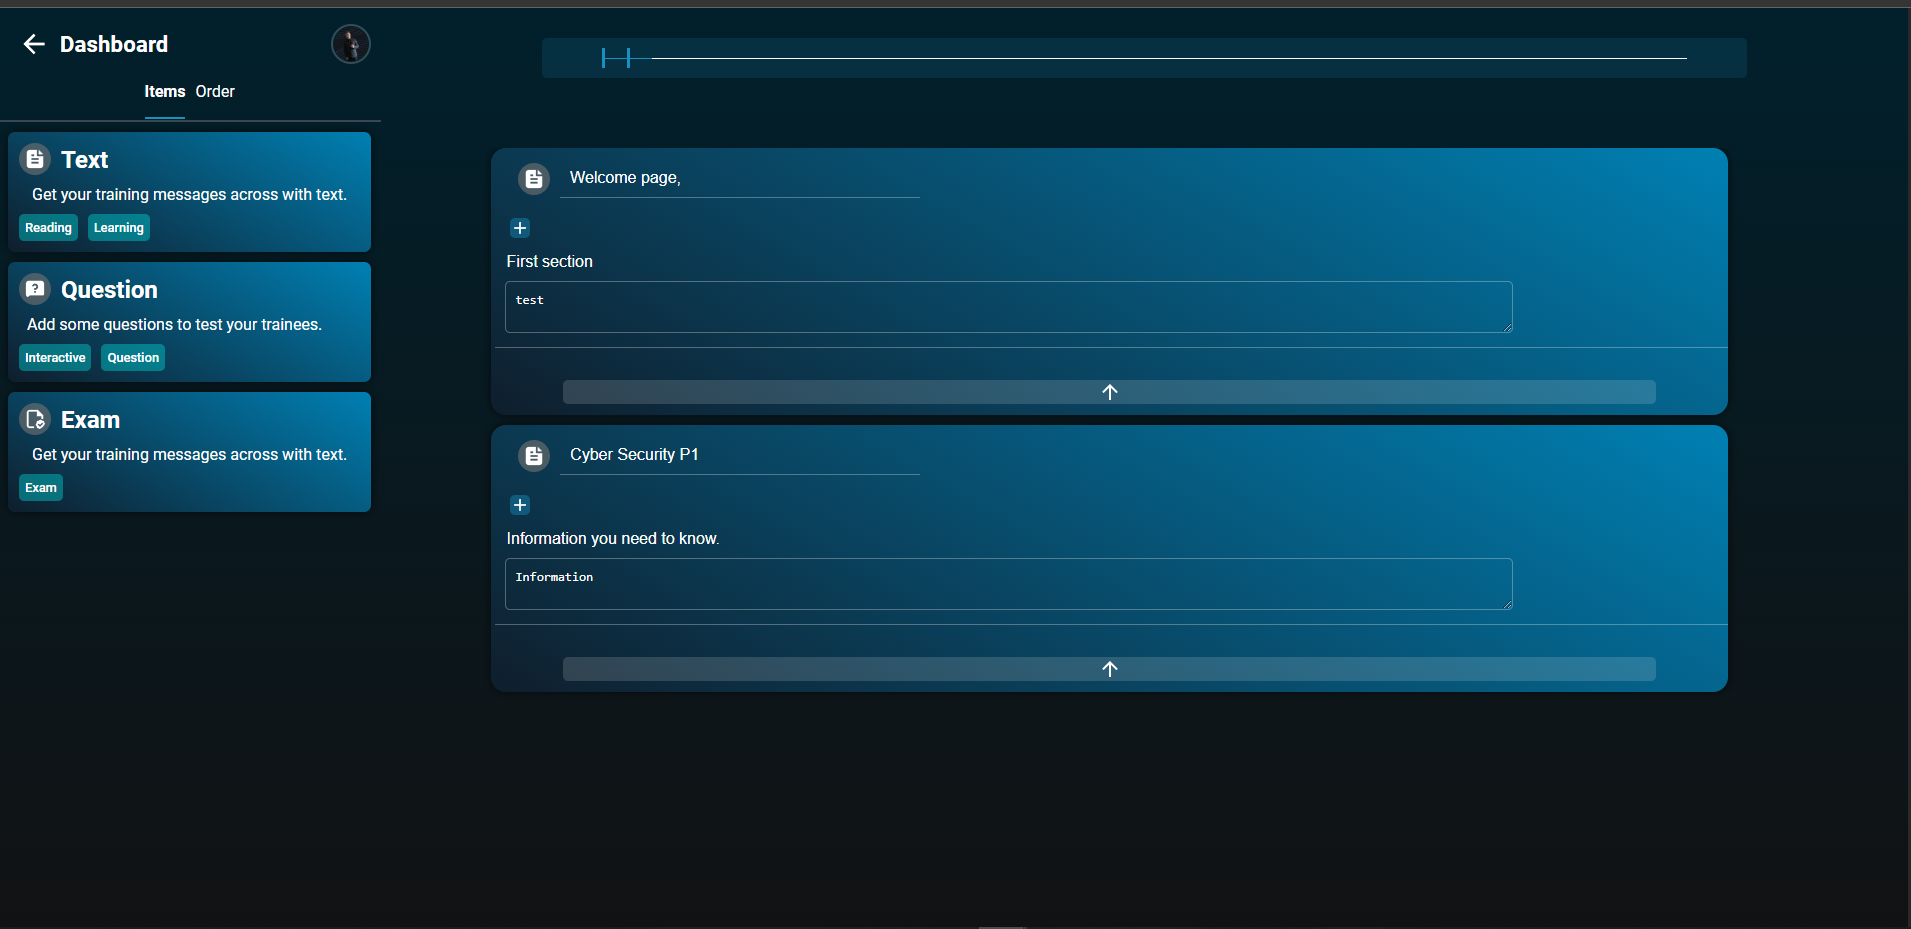 Dashboard
Items Order
Text
Get your training messages across with text.
Reading Learning
Question
Add some questions to test your trainees.
Interactive Question
Exam
Get your training messages across with text.
Exam
Welcome page,
First section
test
Cyber Security P1
Information you need to know.
Information